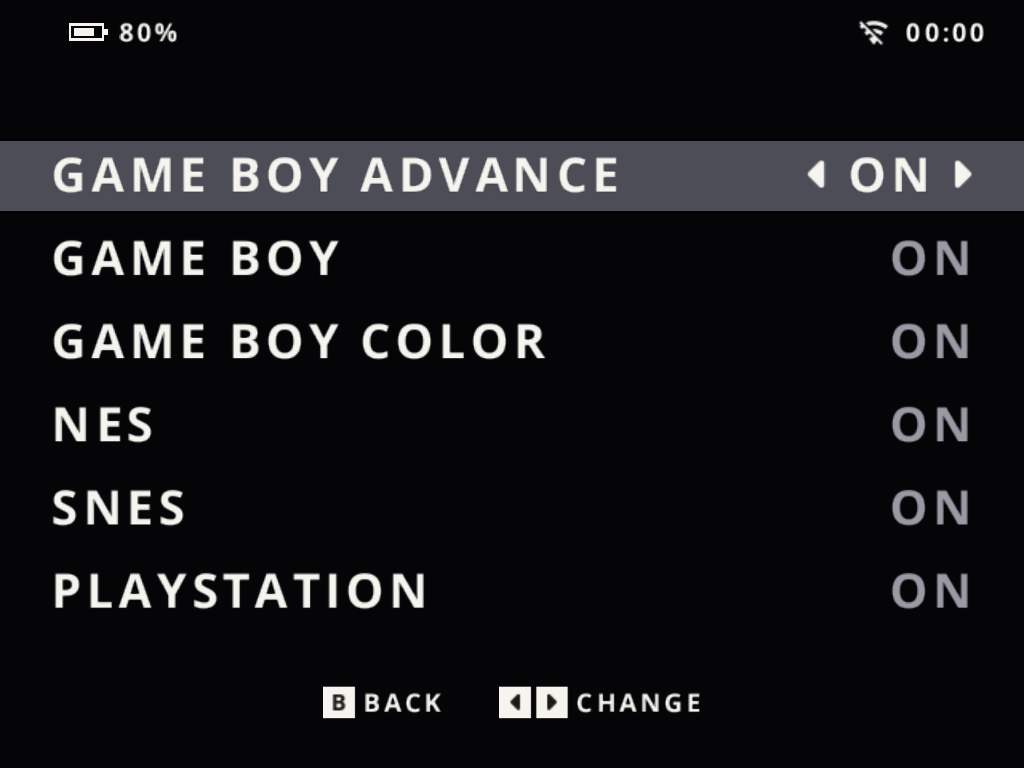 80% 00:00
GAME BOY ADVANCE ON
GAME BOY ON
GAME BOY COLOR ON
NES ON
SNES ON
PLAYSTATION ON
B BACK CHANGE